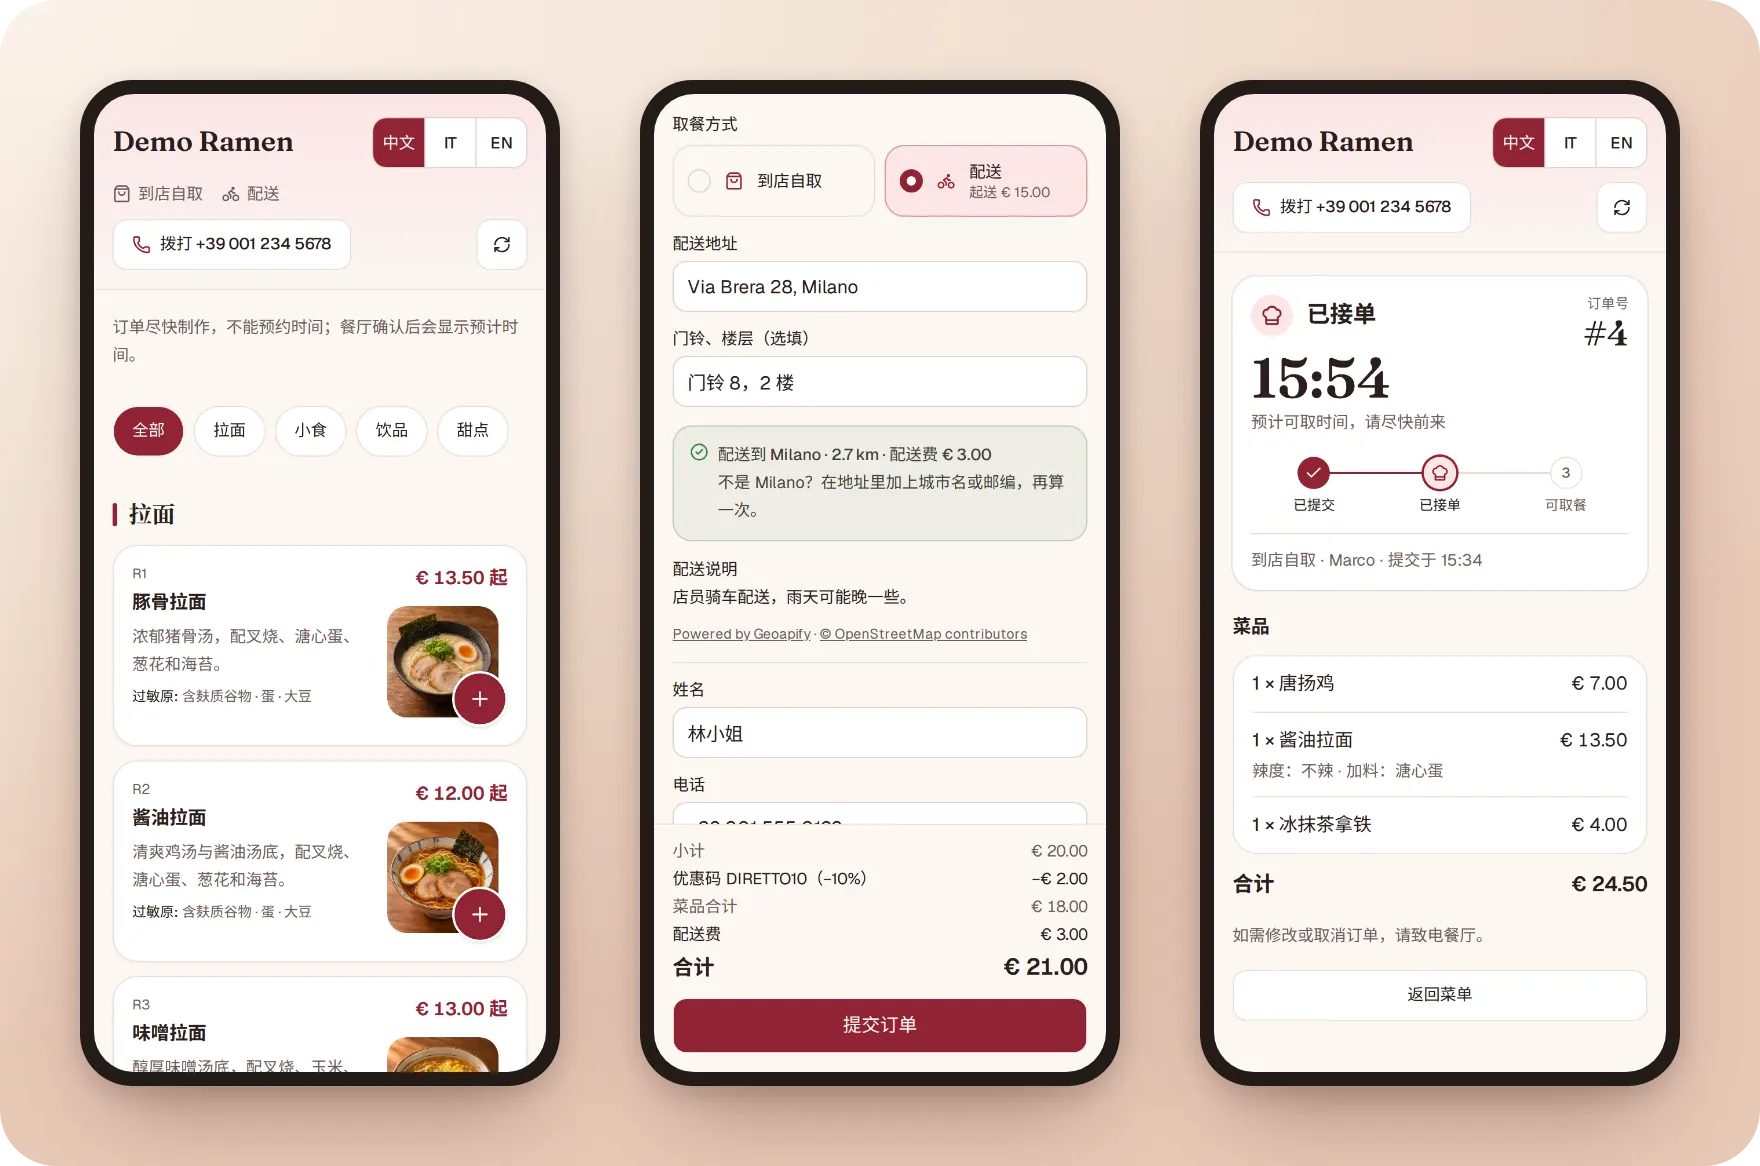 Demo Ramen
中文 IT EN
到店自取 配送
拨打 +39 001 234 5678
订单尽快制作，不能预约时间；餐厅确认后会显示预计时
间。
全部 拉面 小食 饮品 甜点
拉面
R1
€ 13.50 起
豚骨拉面
浓郁猪骨汤，配叉烧、溏心蛋、
葱花和海苔。
过敏原: 含麸质谷物 · 蛋 · 大豆
R2
€ 12.00 起
酱油拉面
清爽鸡汤与酱油汤底，配叉烧、
溏心蛋、葱花和海苔。
过敏原: 含麸质谷物 · 蛋 · 大豆
R3
€ 13.00 起
味噌拉面
醇厚味噌汤底，配叉烧、玉米、
取餐方式
到店自取
配送
起送 € 15.00
配送地址
Via Brera 28, Milano
门铃、楼层（选填）
门铃 8，2 楼
配送到 Milano · 2.7 km · 配送费 € 3.00
不是 Milano？在地址里加上城市名或邮编，再算
一次。
配送说明
店员骑车配送，雨天可能晚一些。
Powered by Geoapify · © OpenStreetMap contributors
姓名
林小姐
电话
小计 € 20.00
优惠码 DIRETTO10（−10%） −€ 2.00
菜品合计 € 18.00
配送费 € 3.00
合计 € 21.00
提交订单
Demo Ramen
中文 IT EN
拨打 +39 001 234 5678
已接单
订单号
#4
15:54
预计可取时间，请尽快前来
3
已提交 已接单 可取餐
到店自取 · Marco · 提交于 15:34
菜品
1 × 唐扬鸡 € 7.00
1 × 酱油拉面 € 13.50
辣度：不辣 · 加料：溏心蛋
1 × 冰抹茶拿铁 € 4.00
合计 € 24.50
如需修改或取消订单，请致电餐厅。
返回菜单